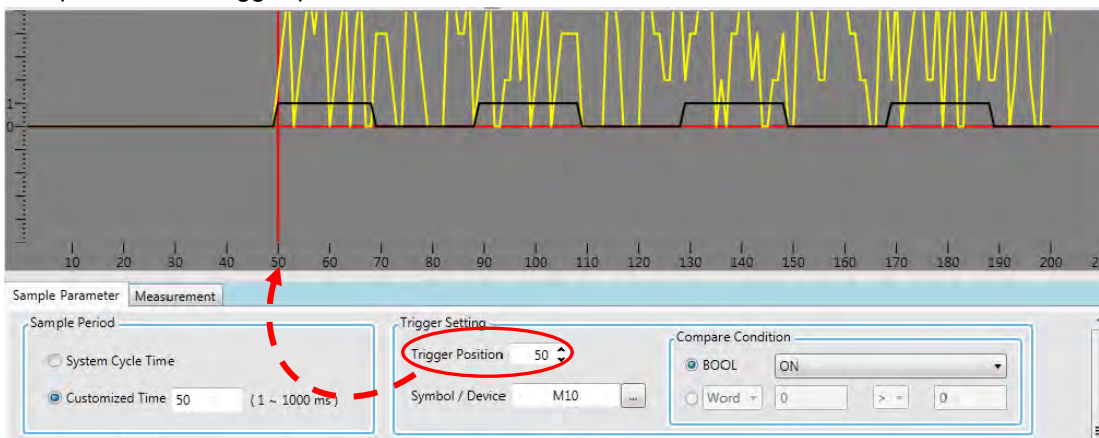 1
0
10 20 30 40 50 60 70 80 90 100 110 120 130 140 150 160 170 180 190 200
Sample Parameter Measurement
Sample Period
System Cycle Time
Customized Time 50 (1 ~ 1000 ms)
Trigger Setting
Trigger Position 50
Symbol / Device M10 ...
Compare Condition
BOOL ON
Word 0 > 0